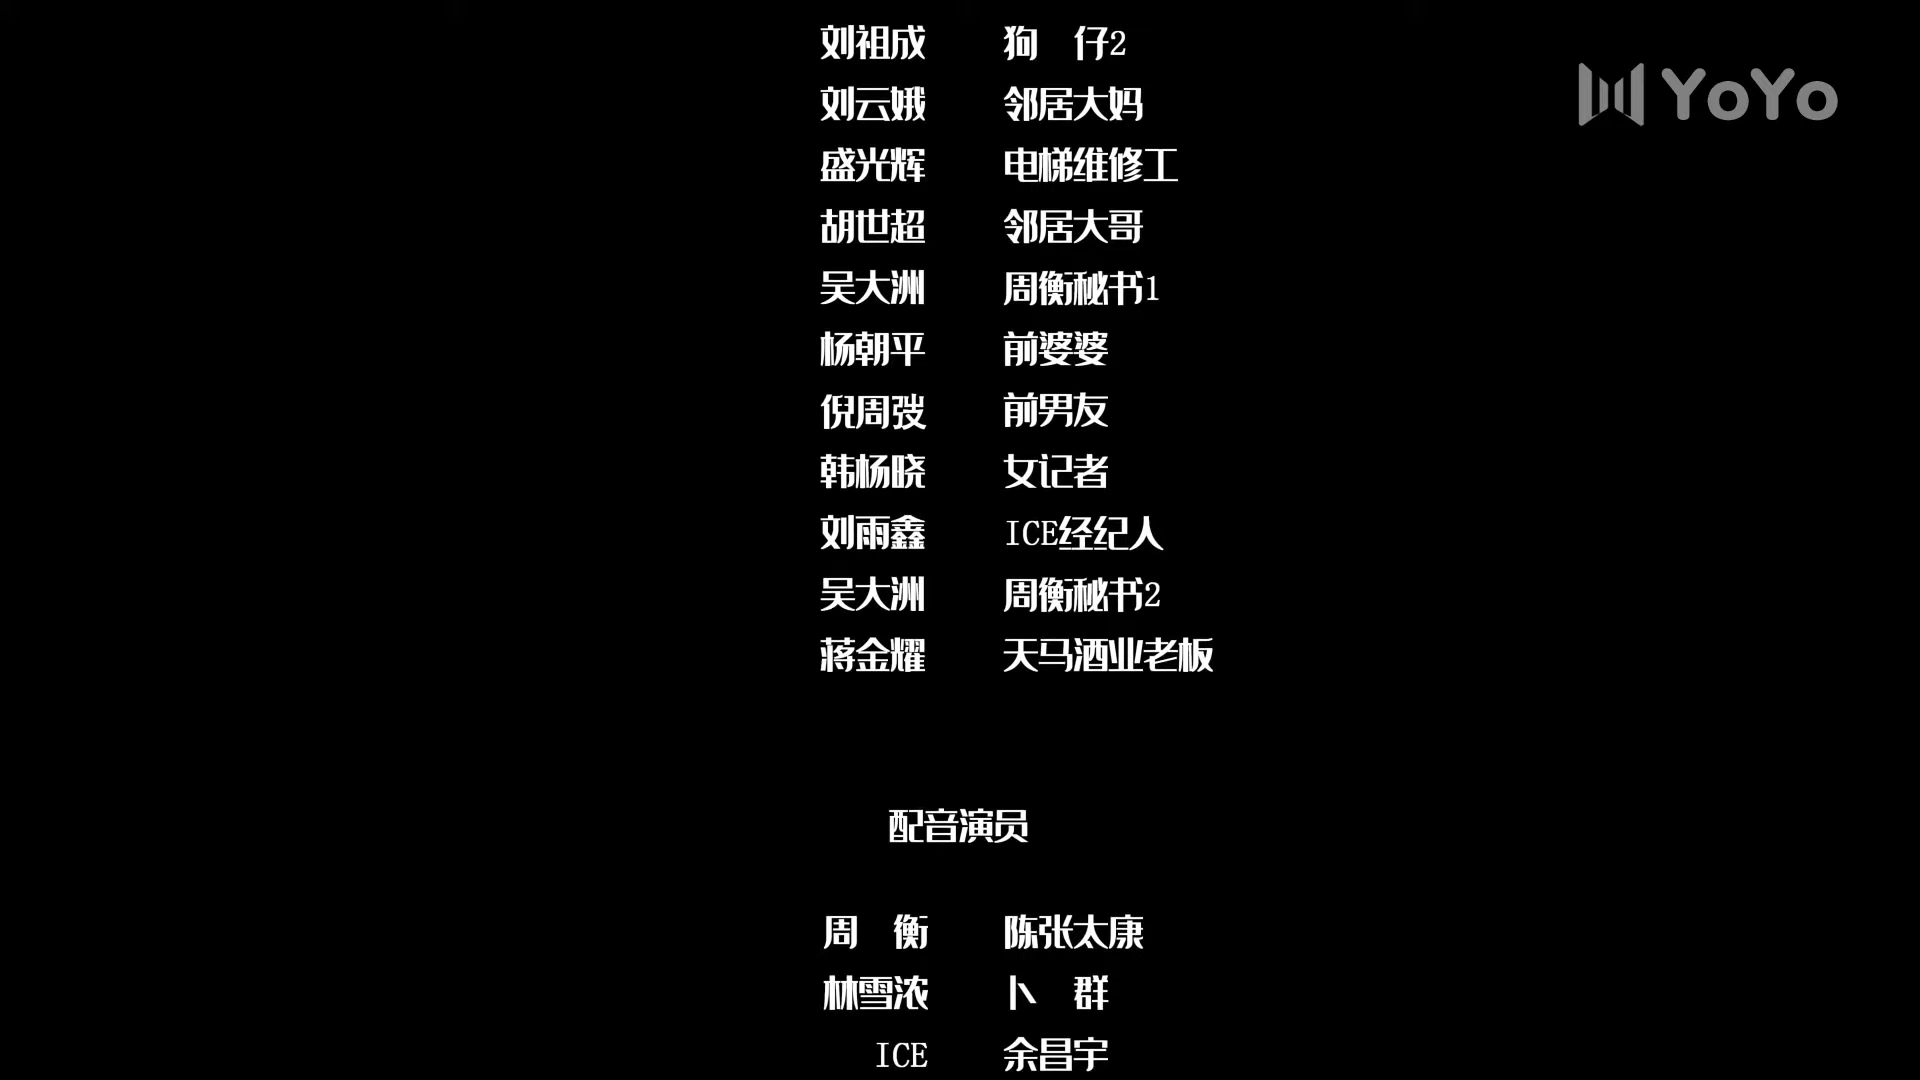 刘祖成 狗 仔2
YoYo
刘云娥 邻居大妈
盛光辉 电梯维修工
胡世超 邻居大哥
吴大洲 周衡秘书1
杨朝平 前婆婆
倪周弢 前男友
韩杨晓 女记者
刘雨鑫 ICE经纪人
吴大洲 周衡秘书2
蒋金耀 天马酒业老板
配音演员
周 衡 陈张太康
林雪浓 卜 群
ICE 余昌宇